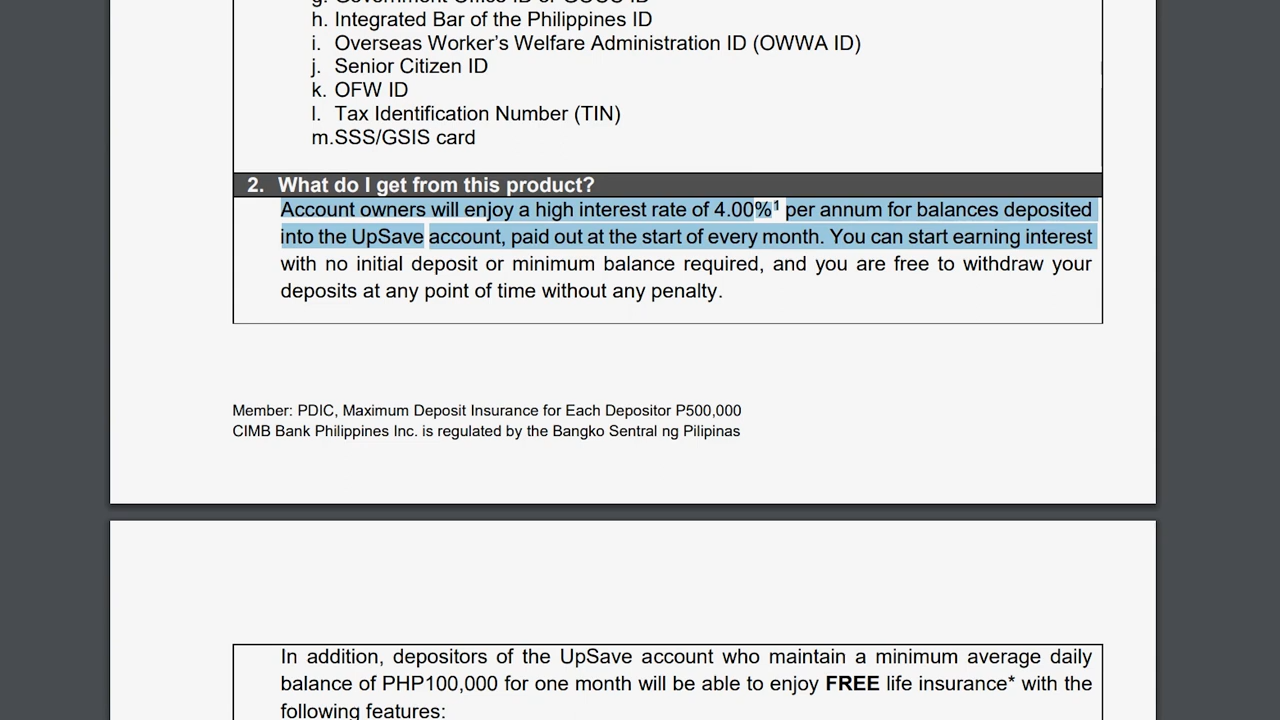 h. Integrated Bar of the Philippines ID
i. Overseas Worker's Welfare Administration ID (OWWA ID)
j. Senior Citizen ID
k. OFW ID
l. Tax Identification Number (TIN)
m.SSS/GSIS card
2. What do I get from this product?
Account owners will enjoy a high interest rate of 4.00%¹ per annum for balances deposited
into the UpSave account, paid out at the start of every month. You can start earning interest
with no initial deposit or minimum balance required, and you are free to withdraw your
deposits at any point of time without any penalty.
Member: PDIC, Maximum Deposit Insurance for Each Depositor P500,000
CIMB Bank Philippines Inc. is regulated by the Bangko Sentral ng Pilipinas
In addition, depositors of the UpSave account who maintain a minimum average daily
balance of PHP100,000 for one month will be able to enjoy FREE life insurance* with the
following features: